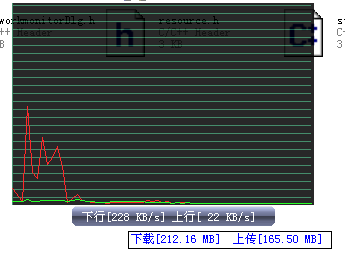 workmonitorDlg.h
resource.h
s
C++ Header
C/C++ Header
C
B
3 KB
3
h
C#
下行[228 KB/s] 上行[ 22 KB/s]
下载[212.16 MB] 上传[165.50 MB]